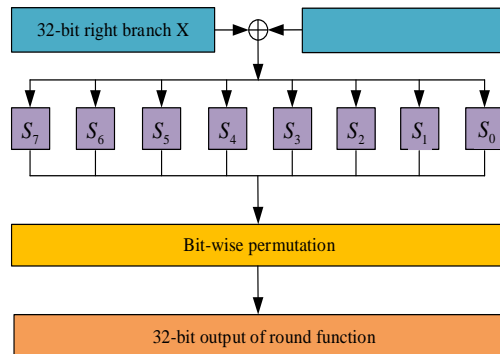 32-bit right branch X
S₇ S₆ S₅ S₄ S₃ S₂ S₁ S₀
Bit-wise permutation
32-bit output of round function